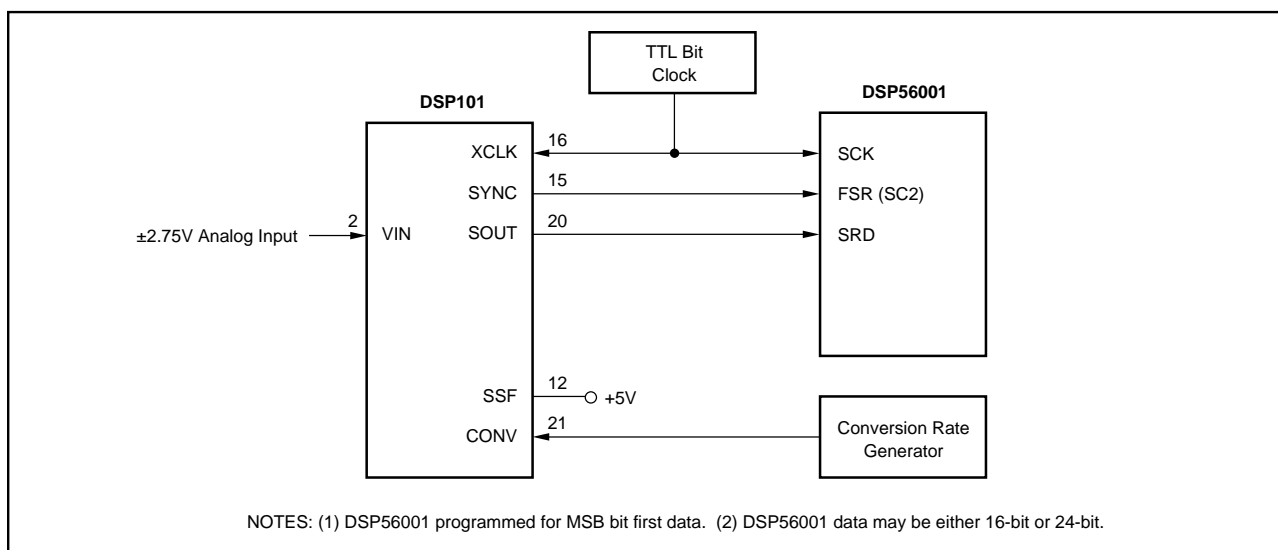 TTL Bit
Clock
DSP101
DSP56001
XCLK
16
SCK
SYNC
15
FSR (SC2)
±2.75V Analog Input
2
VIN
SOUT
20
SRD
SSF
12
+5V
CONV
21
Conversion Rate
Generator
NOTES: (1) DSP56001 programmed for MSB bit first data. (2) DSP56001 data may be either 16-bit or 24-bit.